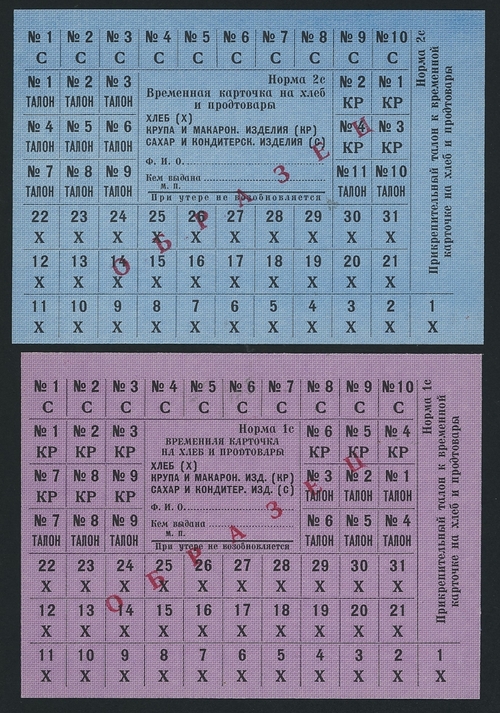 № 1 № 2 № 3 № 4 № 5 № 6 № 7 № 8 № 9 № 10
С С С С С С С С С С
№ 1 № 2 № 3
ТАЛОН ТАЛОН ТАЛОН
№ 4 № 5 № 6
ТАЛОН ТАЛОН ТАЛОН
№ 7 № 8 № 9
ТАЛОН ТАЛОН ТАЛОН
Норма 2с
Временная карточка на хлеб
и продтовары
ХЛЕБ (Х)
КРУПА И МАКАРОН. ИЗДЕЛИЯ (КР)
САХАР И КОНДИТЕРСК. ИЗДЕЛИЯ (С)
Ф. И. О.
Кем выдана
м. п.
При утере не возобновляется
№ 2 № 1
КР КР
№ 4 № 3
КР КР
№ 11 № 10
ТАЛОН ТАЛОН
22 23 24 25 26 27 28 29 30 31
Х Х Х Х Х Х Х Х Х Х
12 13 14 15 16 17 18 19 20 21
Х Х Х Х Х Х Х Х Х Х
11 10 9 8 7 6 5 4 3 2 1
Х Х Х Х Х Х Х Х Х Х Х
Норма 2с
Прикрепительный талон к временной
карточке на хлеб и продтовары
ОБРАЗЕЦ
№ 1 № 2 № 3 № 4 № 5 № 6 № 7 № 8 № 9 № 10
С С С С С С С С С С
№ 1 № 2 № 3
КР КР КР
№ 7 № 8 № 9
КР КР КР
№ 7 № 8 № 9
ТАЛОН ТАЛОН ТАЛОН
Норма 1с
ВРЕМЕННАЯ КАРТОЧКА
НА ХЛЕБ И ПРОДТОВАРЫ
ХЛЕБ (Х)
КРУПА И МАКАРОН. ИЗД. (КР)
САХАР И КОНДИТЕР. ИЗД. (С)
Ф. И. О.
Кем выдана
м. п.
При утере не возобновляется
№ 6 № 5 № 4
КР КР КР
№ 3 № 2 № 1
ТАЛОН ТАЛОН ТАЛОН
№ 6 № 5 № 4
ТАЛОН ТАЛОН ТАЛОН
22 23 24 25 26 27 28 29 30 31
Х Х Х Х Х Х Х Х Х Х
12 13 14 15 16 17 18 19 20 21
Х Х Х Х Х Х Х Х Х Х
11 10 9 8 7 6 5 4 3 2 1
Х Х Х Х Х Х Х Х Х Х Х
Норма 1с
Прикрепительный талон к временной
карточке на хлеб и продтовары
ОБРАЗЕЦ